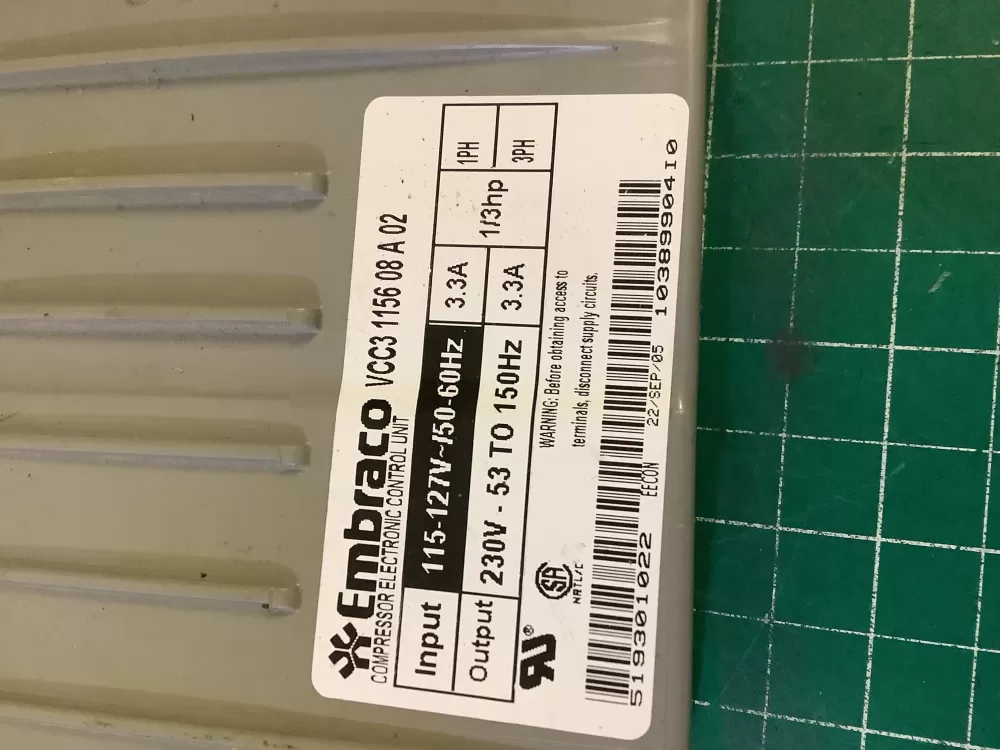 Embraco VCC3 1156 08 A 02
COMPRESSOR ELECTRONIC CONTROL UNIT
Input 115-127V~/50-60Hz 3.3A 1/3hp 1PH
Output 230V - 53 TO 150Hz 3.3A 3PH
WARNING: Before obtaining access to
terminals, disconnect supply circuits.
NRTL/C
519301022 EECON 22/SEP/05 1038990410